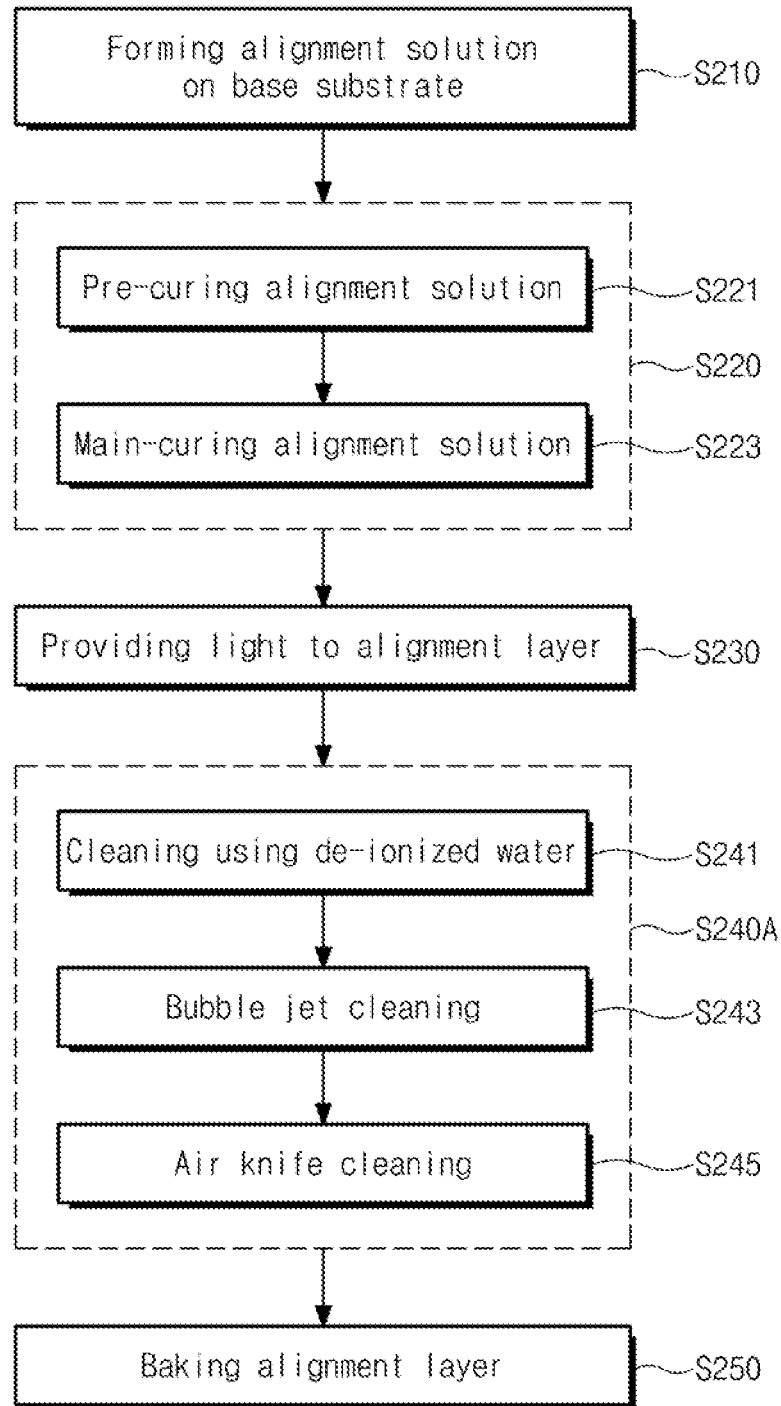 Forming alignment solution
on base substrate
S210
Pre-curing alignment solution
S221
S220
Main-curing alignment solution
S223
Providing light to alignment layer
S230
Cleaning using de-ionized water
S241
S240A
Bubble jet cleaning
S243
Air knife cleaning
S245
Baking alignment layer
S250